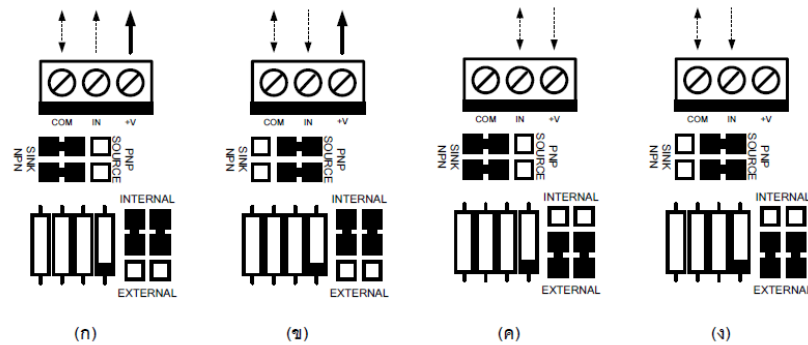 COM IN +V
NPN SINK SOURCE PNP
INTERNAL
EXTERNAL
(ก)
COM IN +V
NPN SINK SOURCE PNP
INTERNAL
EXTERNAL
(ข)
COM IN +V
NPN SINK SOURCE PNP
INTERNAL
EXTERNAL
(ค)
COM IN +V
NPN SINK SOURCE PNP
INTERNAL
EXTERNAL
(ง)